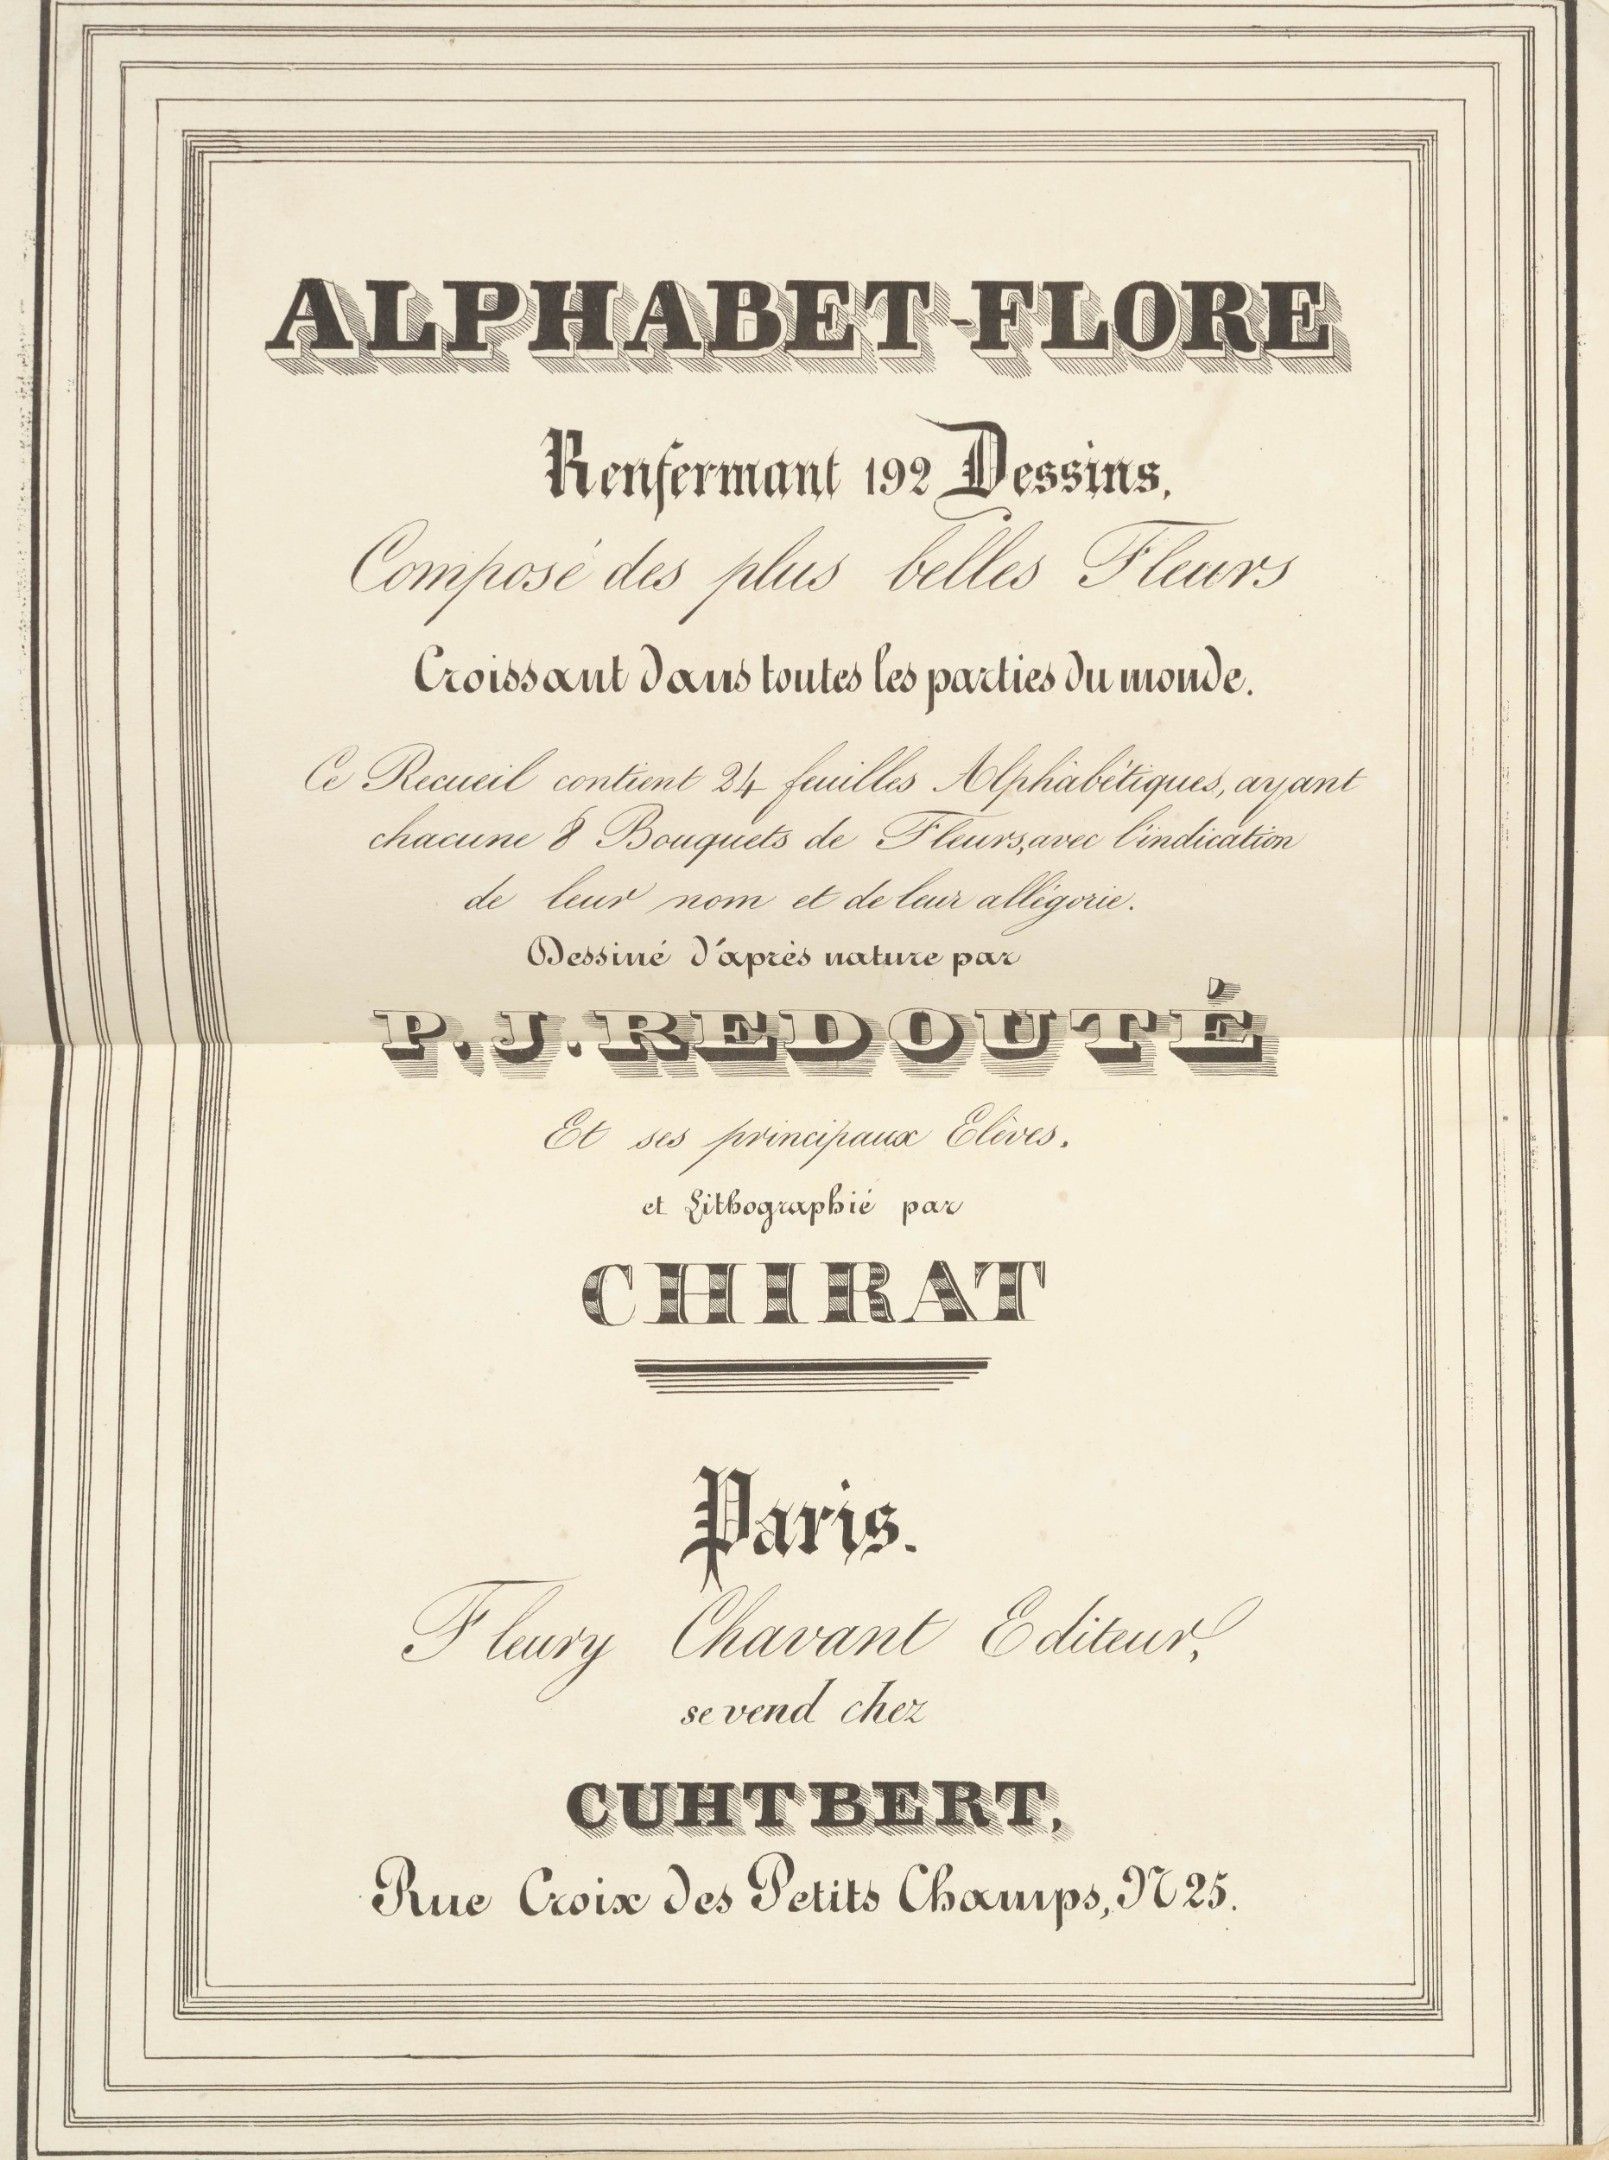 ALPHABET-FLORE
Renfermant 192 Dessins,
Composé des plus belles Fleurs
Croissant dans toutes les parties du monde.
Ce Recueil contient 24 feuilles Alphabétiques, ayant
chacune 8 Bouquets de Fleurs, avec l'indication
de leur nom et de leur allégorie.
Dessiné d'après nature par
P. J. REDOUTÉ
Et ses principaux Elèves.
et Lithographié par
CHIRAT
Paris.
Fleury Chavant Editeur,
se vend chez
CUHTBERT,
Rue Croix des Petits Champs, N 25.